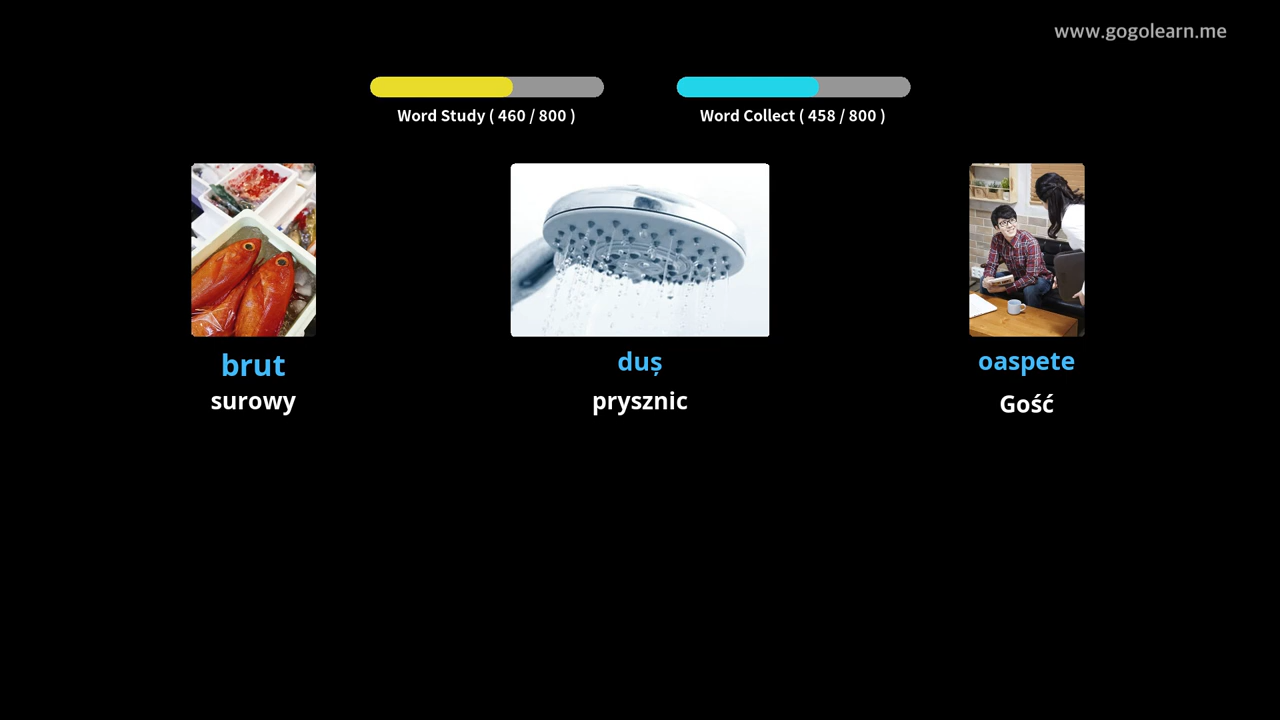 www.gogolearn.me
Word Study ( 460 / 800 )
Word Collect ( 458 / 800 )
brut
surowy
duș
prysznic
oaspete
Gość